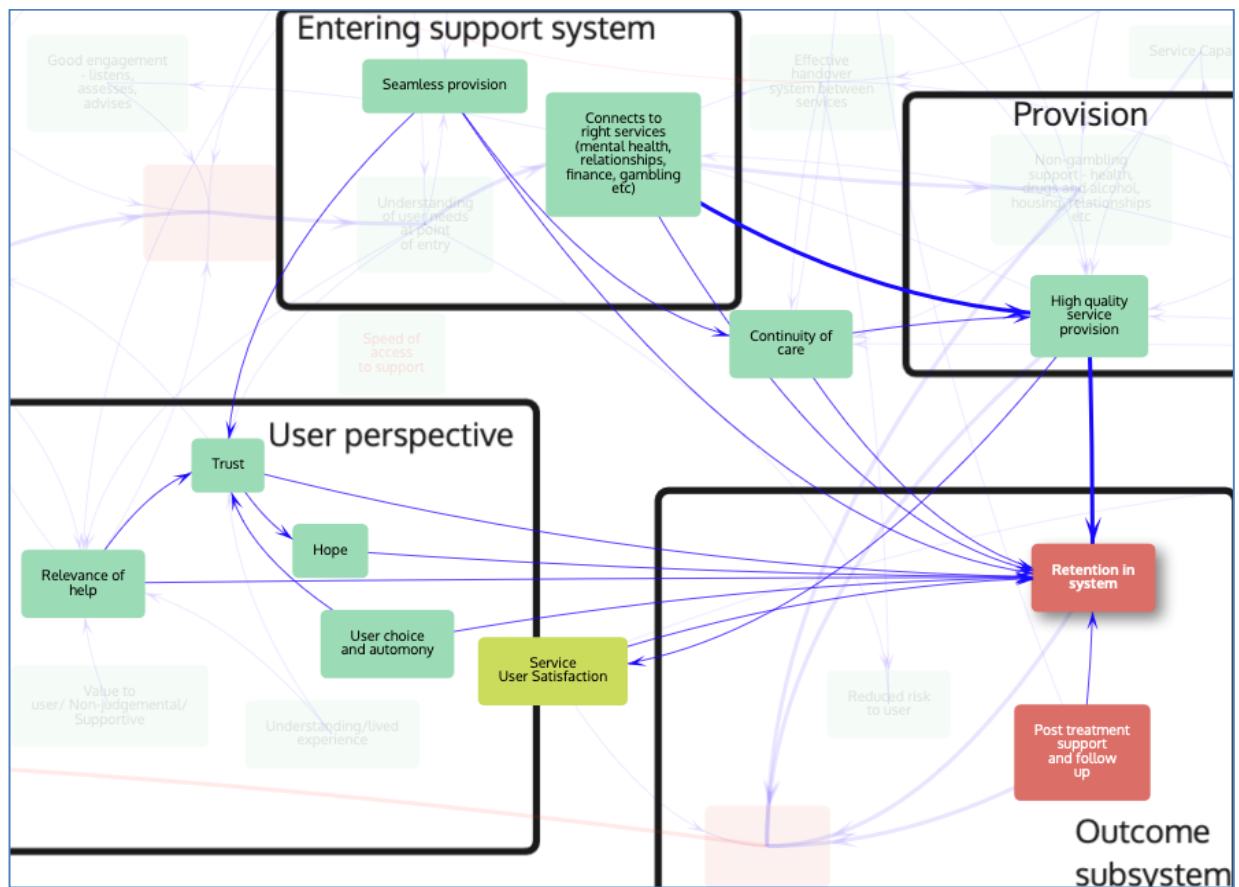 Entering support system
Good engagement
- listens,
assesses,
advises
Seamless provision
Connects to
right services
(mental health,
relationships,
finance, gambling
etc)
Effective
handover
system between
services
Service Capa
Provision
Non-gambling
support - health,
drugs and alcohol,
housing, relationships
etc
Understanding
of user needs
at point
of entry
High quality
service
provision
Continuity of
care
Speed of
access
to support
User perspective
Trust
Hope
Relevance of
help
User choice
and automony
Service
User Satisfaction
Retention in
system
Value to
user/ Non-judgemental/
Supportive
Understanding/lived
experience
Reduced risk
to user
Post treatment
support
and follow
up
Outcome
subsystem